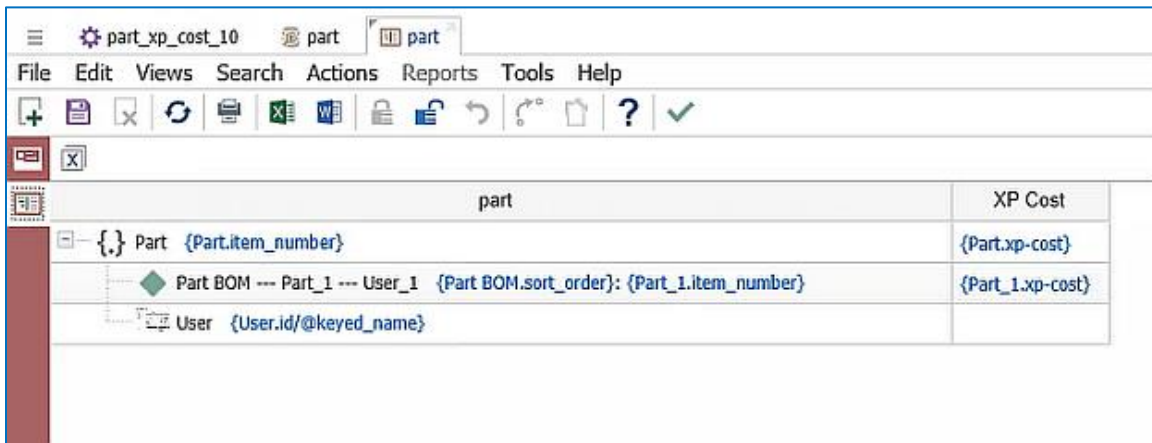 part_xp_cost_10 part part
File Edit Views Search Actions Reports Tools Help
?
X
part XP Cost
{.} Part {Part.item_number} {Part.xp-cost}
Part BOM --- Part_1 --- User_1 {Part BOM.sort_order}: {Part_1.item_number} {Part_1.xp-cost}
User {User.id/@keyed_name}